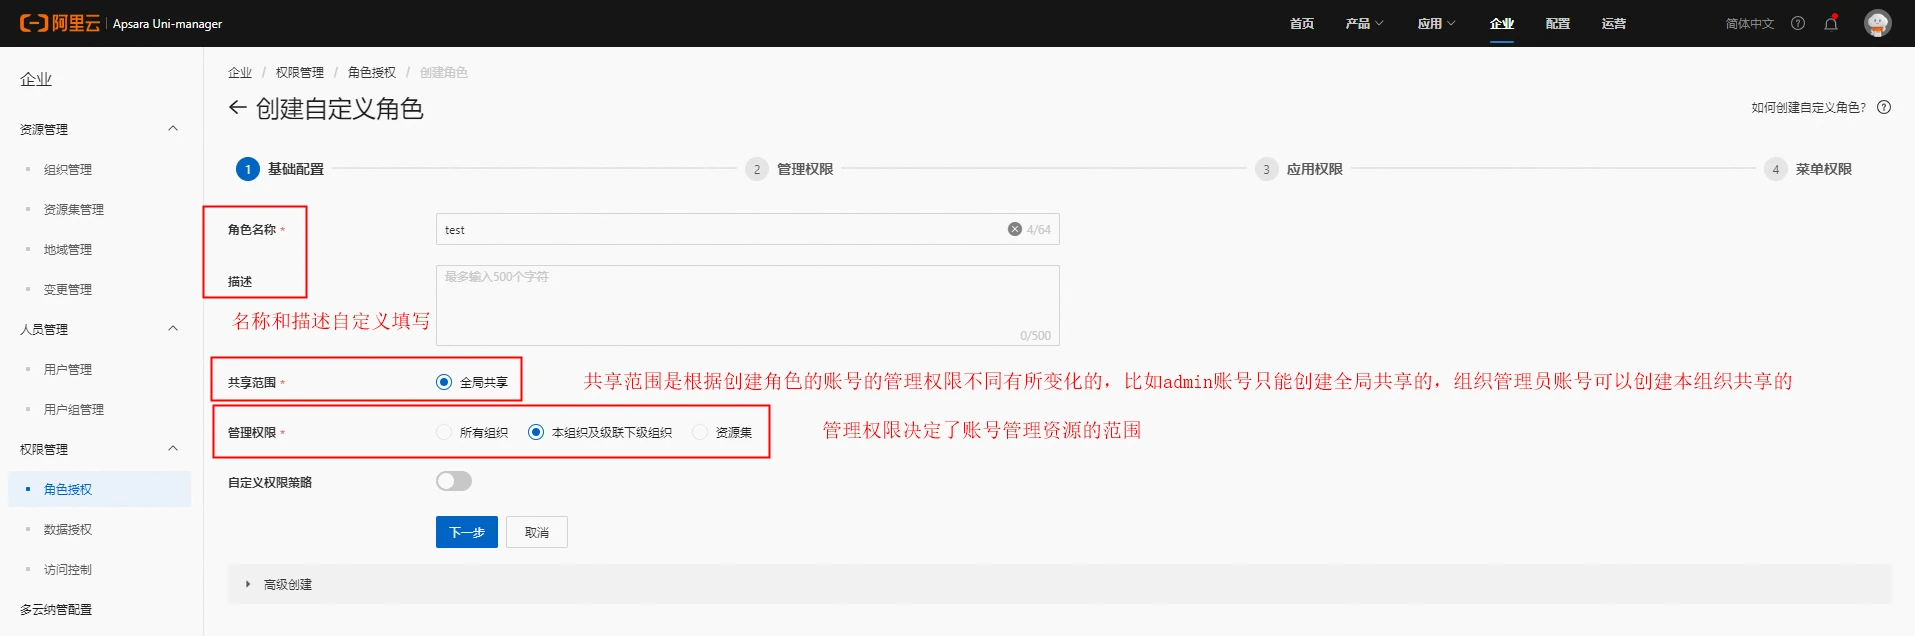 阿里云 Apsara Uni-manager
首页 产品 应用 企业 配置 运营 简体中文
企业
资源管理
组织管理
资源集管理
地域管理
变更管理
人员管理
用户管理
用户组管理
权限管理
角色授权
数据授权
访问控制
多云纳管配置
企业 / 权限管理 / 角色授权 / 创建角色
← 创建自定义角色
如何创建自定义角色? ?
1 基础配置 2 管理权限 3 应用权限 4 菜单权限
角色名称 * test 4/64
描述 最多输入500个字符
0/500
名称和描述自定义填写
共享范围 * 全局共享
共享范围是根据创建角色的账号的管理权限不同有所变化的，比如admin账号只能创建全局共享的，组织管理员账号可以创建本组织共享的
管理权限 * 所有组织 本组织及级联下级组织 资源集
管理权限决定了账号管理资源的范围
自定义权限策略
下一步 取消
高级创建